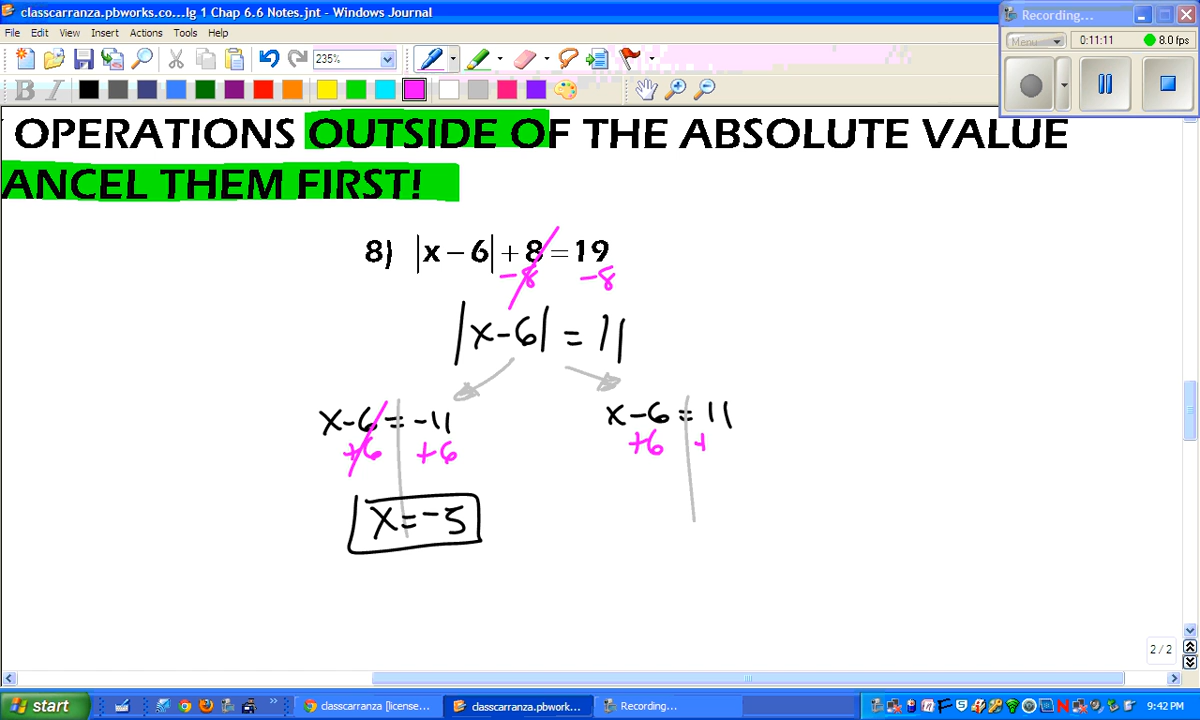 classcarranza.pbworks.co...lg 1 Chap 6.6 Notes.jnt - Windows Journal
Recording...
File Edit View Insert Actions Tools Help
Menu 0:11:11 8.0 fps
235%
B I
OPERATIONS OUTSIDE OF THE ABSOLUTE VALUE
ANCEL THEM FIRST!
8) |x − 6| + 8 = 19
-8 -8
|x-6| = 11
x-6 = -11 x-6 = 11
+6 +6 +6 +
x=-5
2 / 2
start classcarranza [license... classcarranza.pbwork... Recording... 9:42 PM